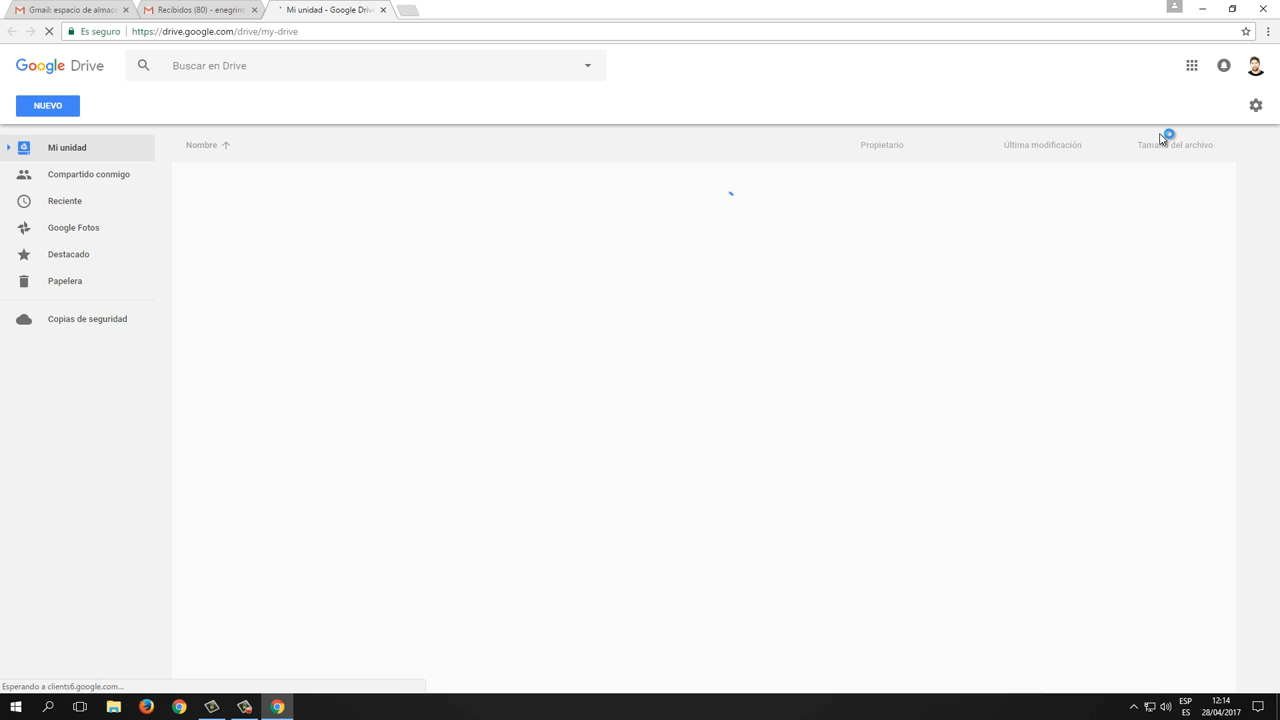 Gmail: espacio de almac
Recibidos (80) - enegrin
Mi unidad - Google Driv
Es seguro
https://drive.google.com/drive/my-drive
Google Drive
Buscar en Drive
NUEVO
Mi unidad
Compartido conmigo
Reciente
Google Fotos
Destacado
Papelera
Copias de seguridad
Nombre
Propietario
Última modificación
Tamaño del archivo
Esperando a clients6.google.com...
ESP
ES
12:14
28/04/2017